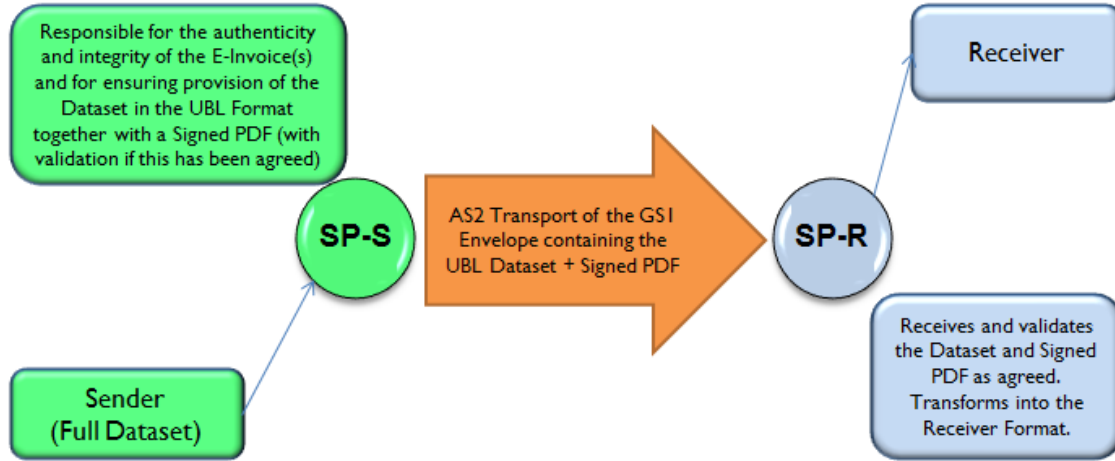 Responsible for the authenticity
and integrity of the E-Invoice(s)
and for ensuring provision of the
Dataset in the UBL Format
together with a Signed PDF (with
validation if this has been agreed)
SP-S
Sender
(Full Dataset)
AS2 Transport of the GS1
Envelope containing the
UBL Dataset + Signed PDF
Receiver
SP-R
Receives and validates
the Dataset and Signed
PDF as agreed.
Transforms into the
Receiver Format.